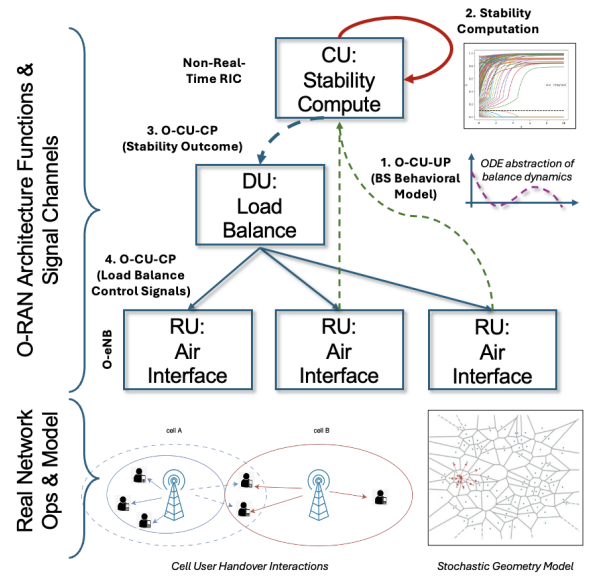 O-RAN Architecture Functions &
Signal Channels
Real Network
Ops & Model
2. Stability
Computation
Non-Real-
Time RIC
CU:
Stability
Compute
3. O-CU-CP
(Stability Outcome)
1. O-CU-UP
(BS Behavioral
Model)
ODE abstraction of
balance dynamics
DU:
Load
Balance
4. O-CU-CP
(Load Balance
Control Signals)
O-eNB
RU:
Air
Interface
RU:
Air
Interface
RU:
Air
Interface
cell A
cell B
Cell User Handover Interactions
Stochastic Geometry Model